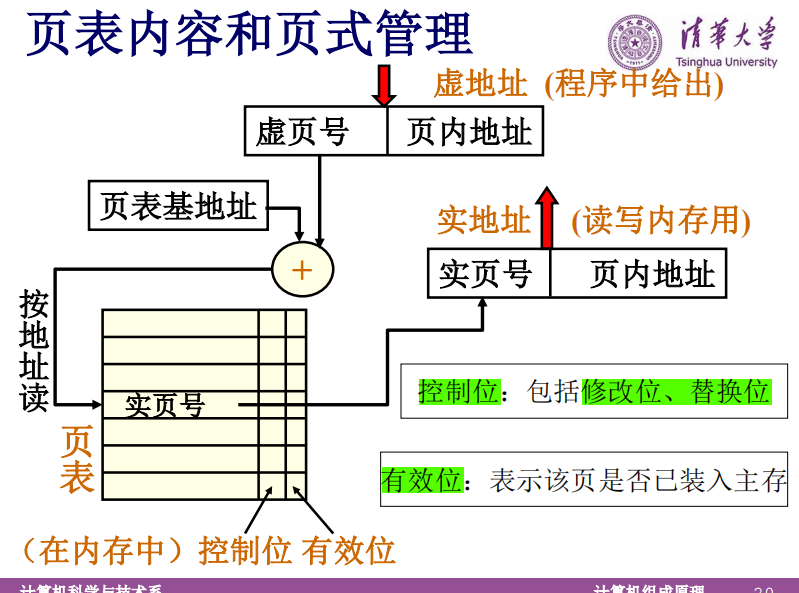 页表内容和页式管理
清华大学
Tsinghua University
虚地址 (程序中给出)
虚页号 页内地址
页表基地址
实地址 (读写内存用)
+
实页号 页内地址
按地址读
实页号
控制位：包括修改位、替换位
页表
有效位：表示该页是否已装入主存
（在内存中）控制位 有效位
计算机科学与技术系 计算机组成原理